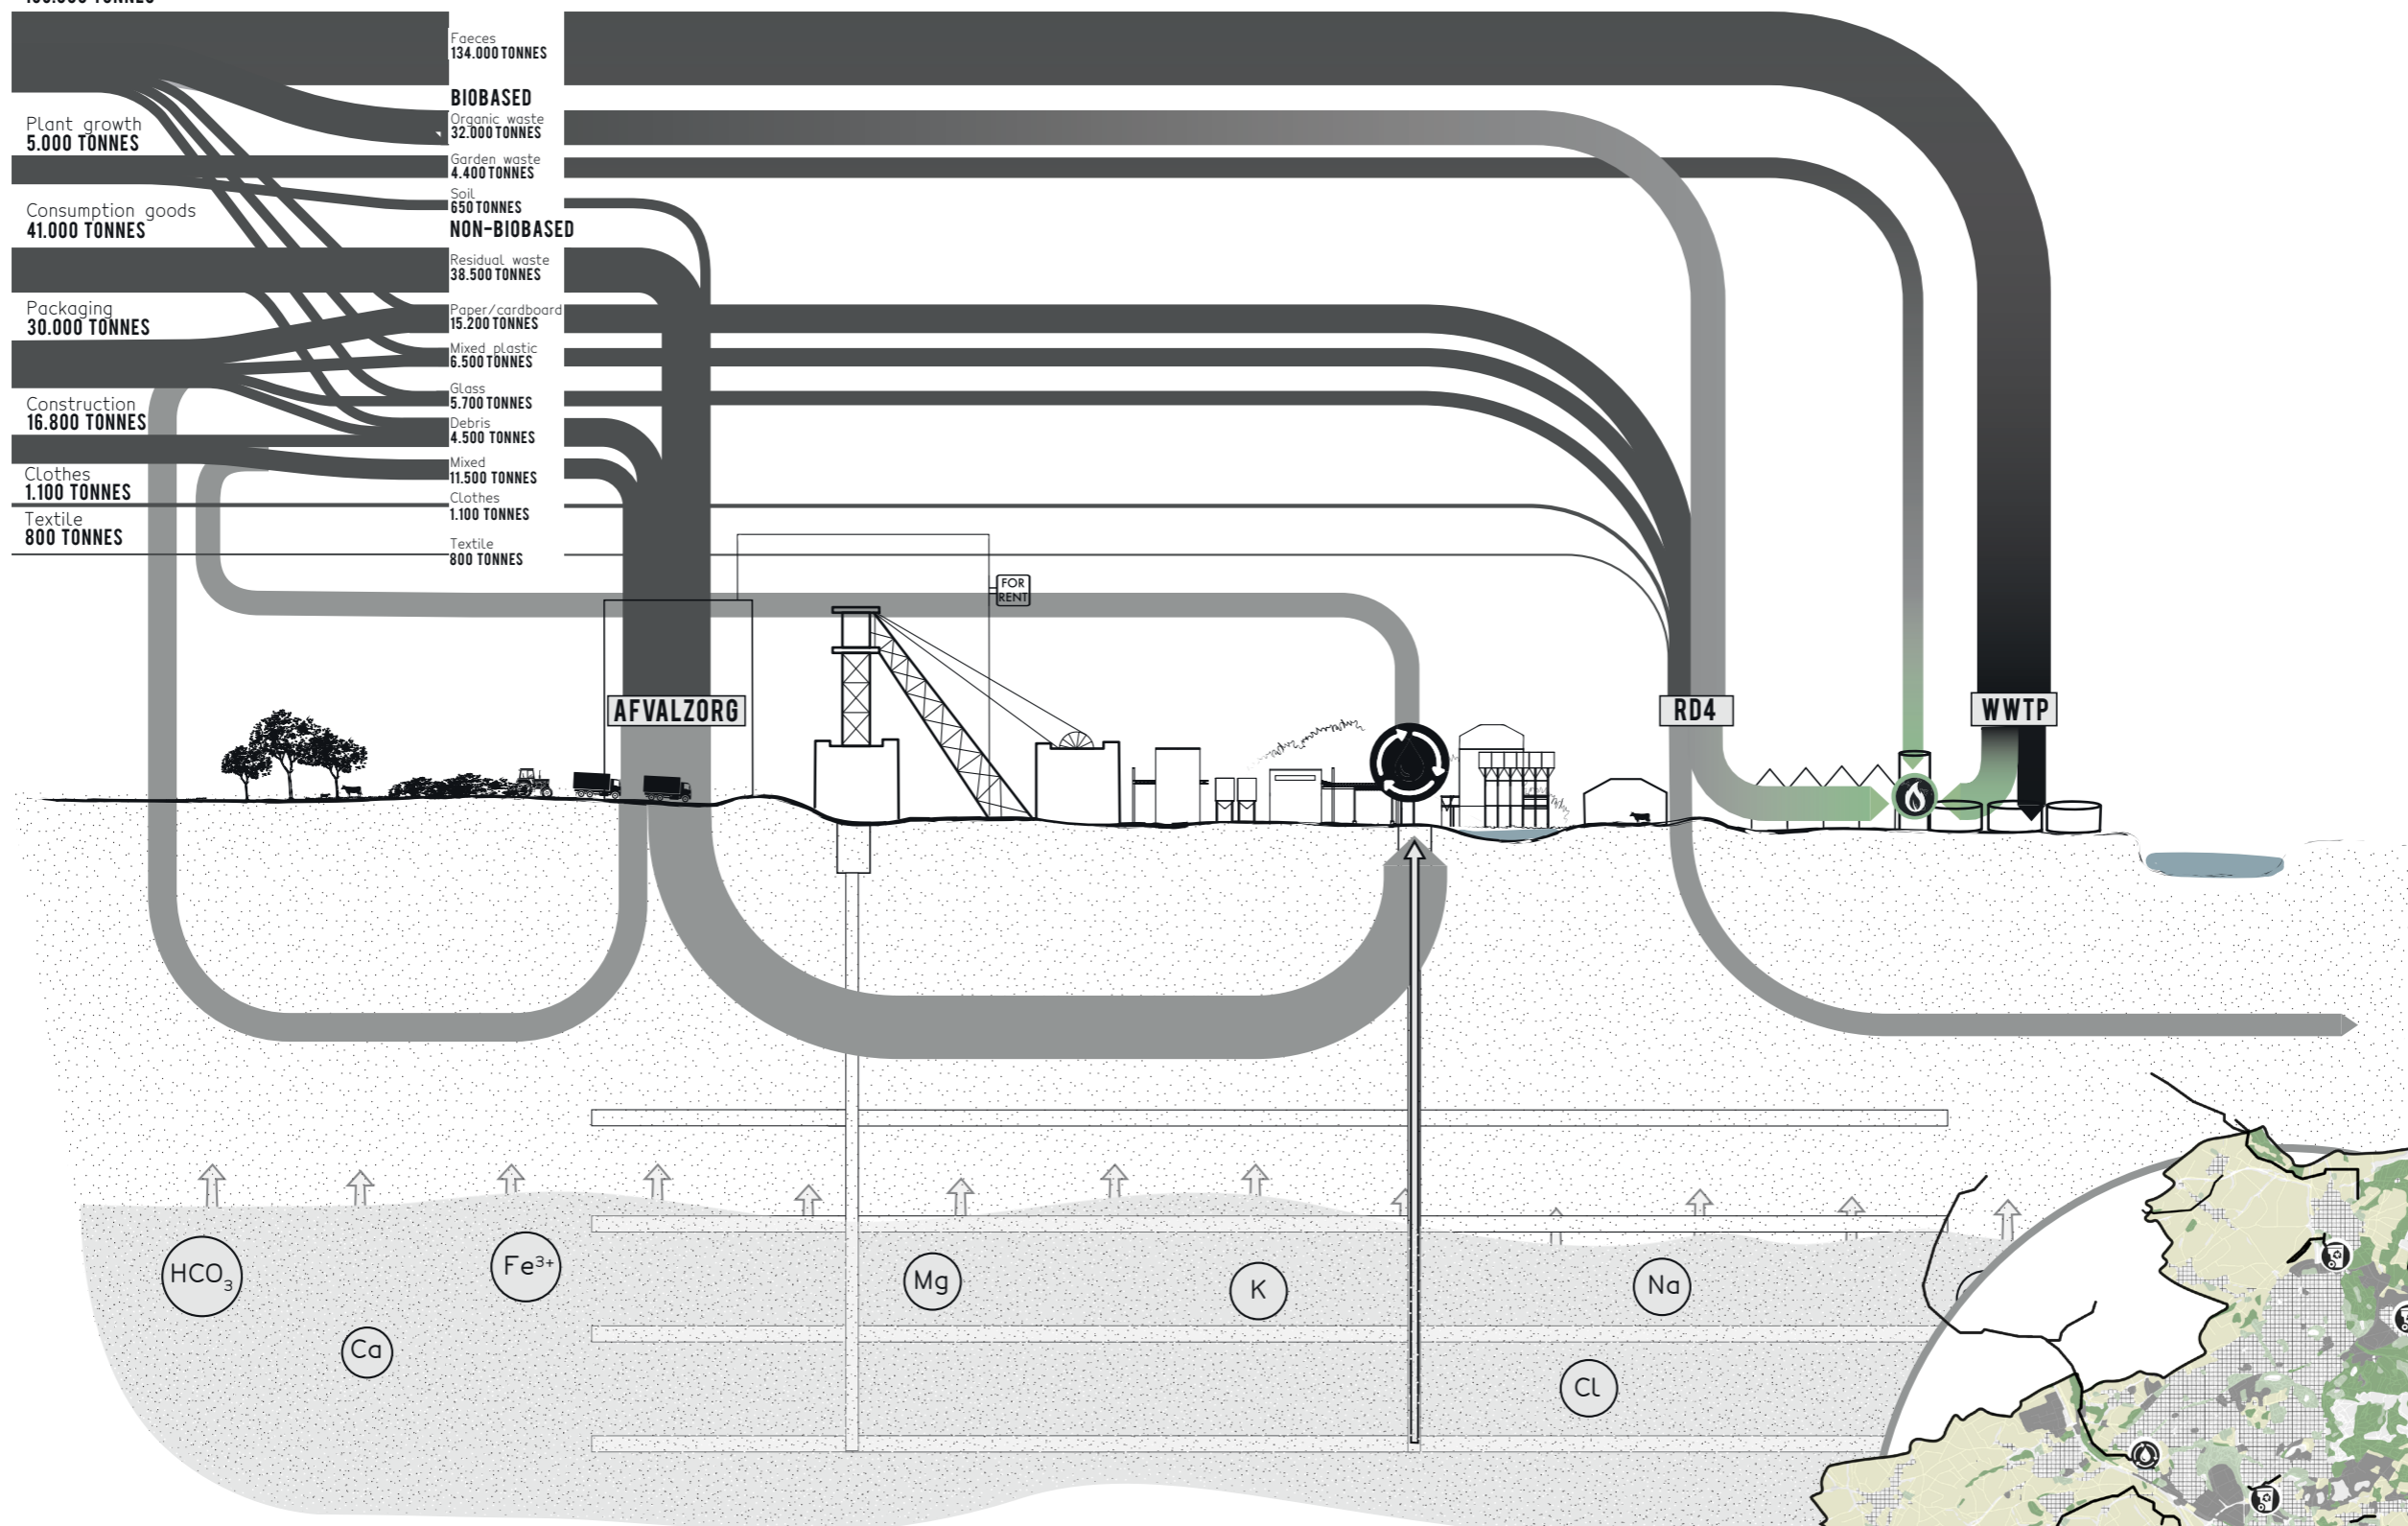 Plant growth
5.000 TONNES
Consumption goods
41.000 TONNES
Packaging
30.000 TONNES
Construction
16.800 TONNES
Clothes
1.100 TONNES
Textile
800 TONNES
Faeces
134.000 TONNES
BIOBASED
Organic waste
32.000 TONNES
Garden waste
4.400 TONNES
Soil
650 TONNES
NON-BIOBASED
Residual waste
38.500 TONNES
Paper/cardboard
15.200 TONNES
Mixed plastic
6.500 TONNES
Glass
5.700 TONNES
Debris
4.500 TONNES
Mixed
11.500 TONNES
Clothes
1.100 TONNES
Textile
800 TONNES
FOR
RENT
AFVALZORG
RD4
WWTP
HCO₃
Fe³⁺
Mg
K
Na
Ca
Cl